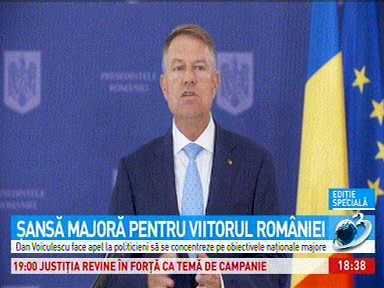 PREȘEDINTELE
ROMÂNIEI
EDIȚIE
SPECIALĂ
ȘANSĂ MAJORĂ PENTRU VIITORUL ROMÂNIEI
Dan Voiculescu face apel la politicieni să se concentreze pe obiectivele naționale majore
3
19:00 JUSTIȚIA REVINE ÎN FORȚĂ CA TEMĂ DE CAMPANIE
18:38